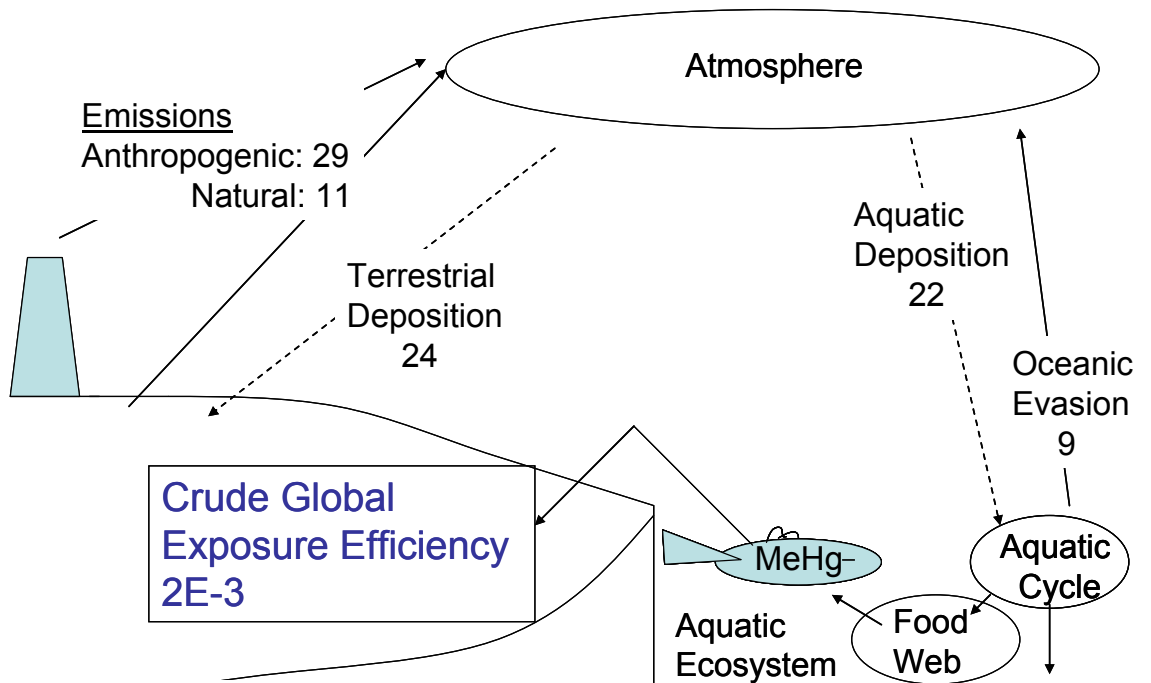 Atmosphere
Emissions
Anthropogenic: 29
Natural: 11
Aquatic
Deposition
22
Terrestrial
Deposition
24
Oceanic
Evasion
9
Crude Global
Exposure Efficiency
2E-3
MeHg–
Aquatic
Cycle
Food
Web
Aquatic
Ecosystem